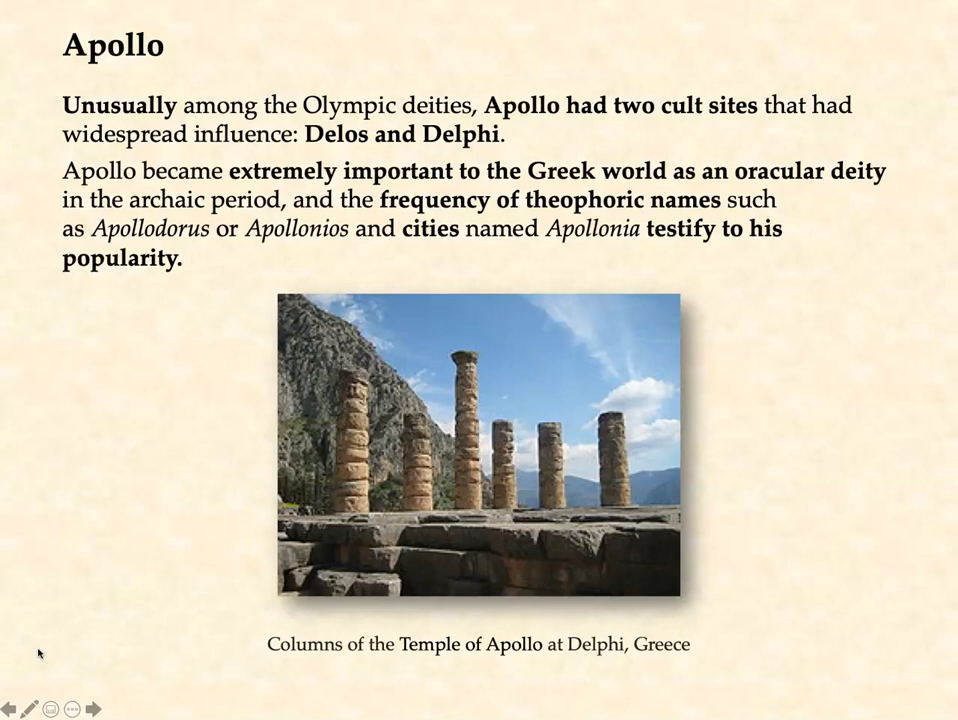 Apollo
Unusually among the Olympic deities, Apollo had two cult sites that had
widespread influence: Delos and Delphi.
Apollo became extremely important to the Greek world as an oracular deity
in the archaic period, and the frequency of theophoric names such
as Apollodorus or Apollonios and cities named Apollonia testify to his
popularity.
Columns of the Temple of Apollo at Delphi, Greece